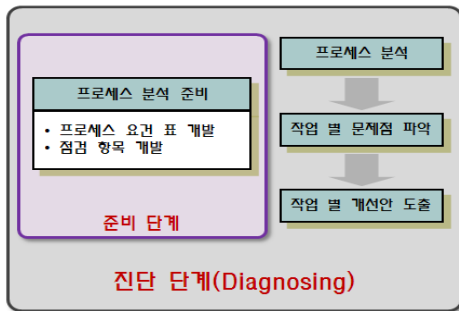 프로세스 분석 준비
• 프로세스 요건 표 개발
• 점검 항목 개발
준비 단계
프로세스 분석
작업 별 문제점 파악
작업 별 개선안 도출
진단 단계(Diagnosing)